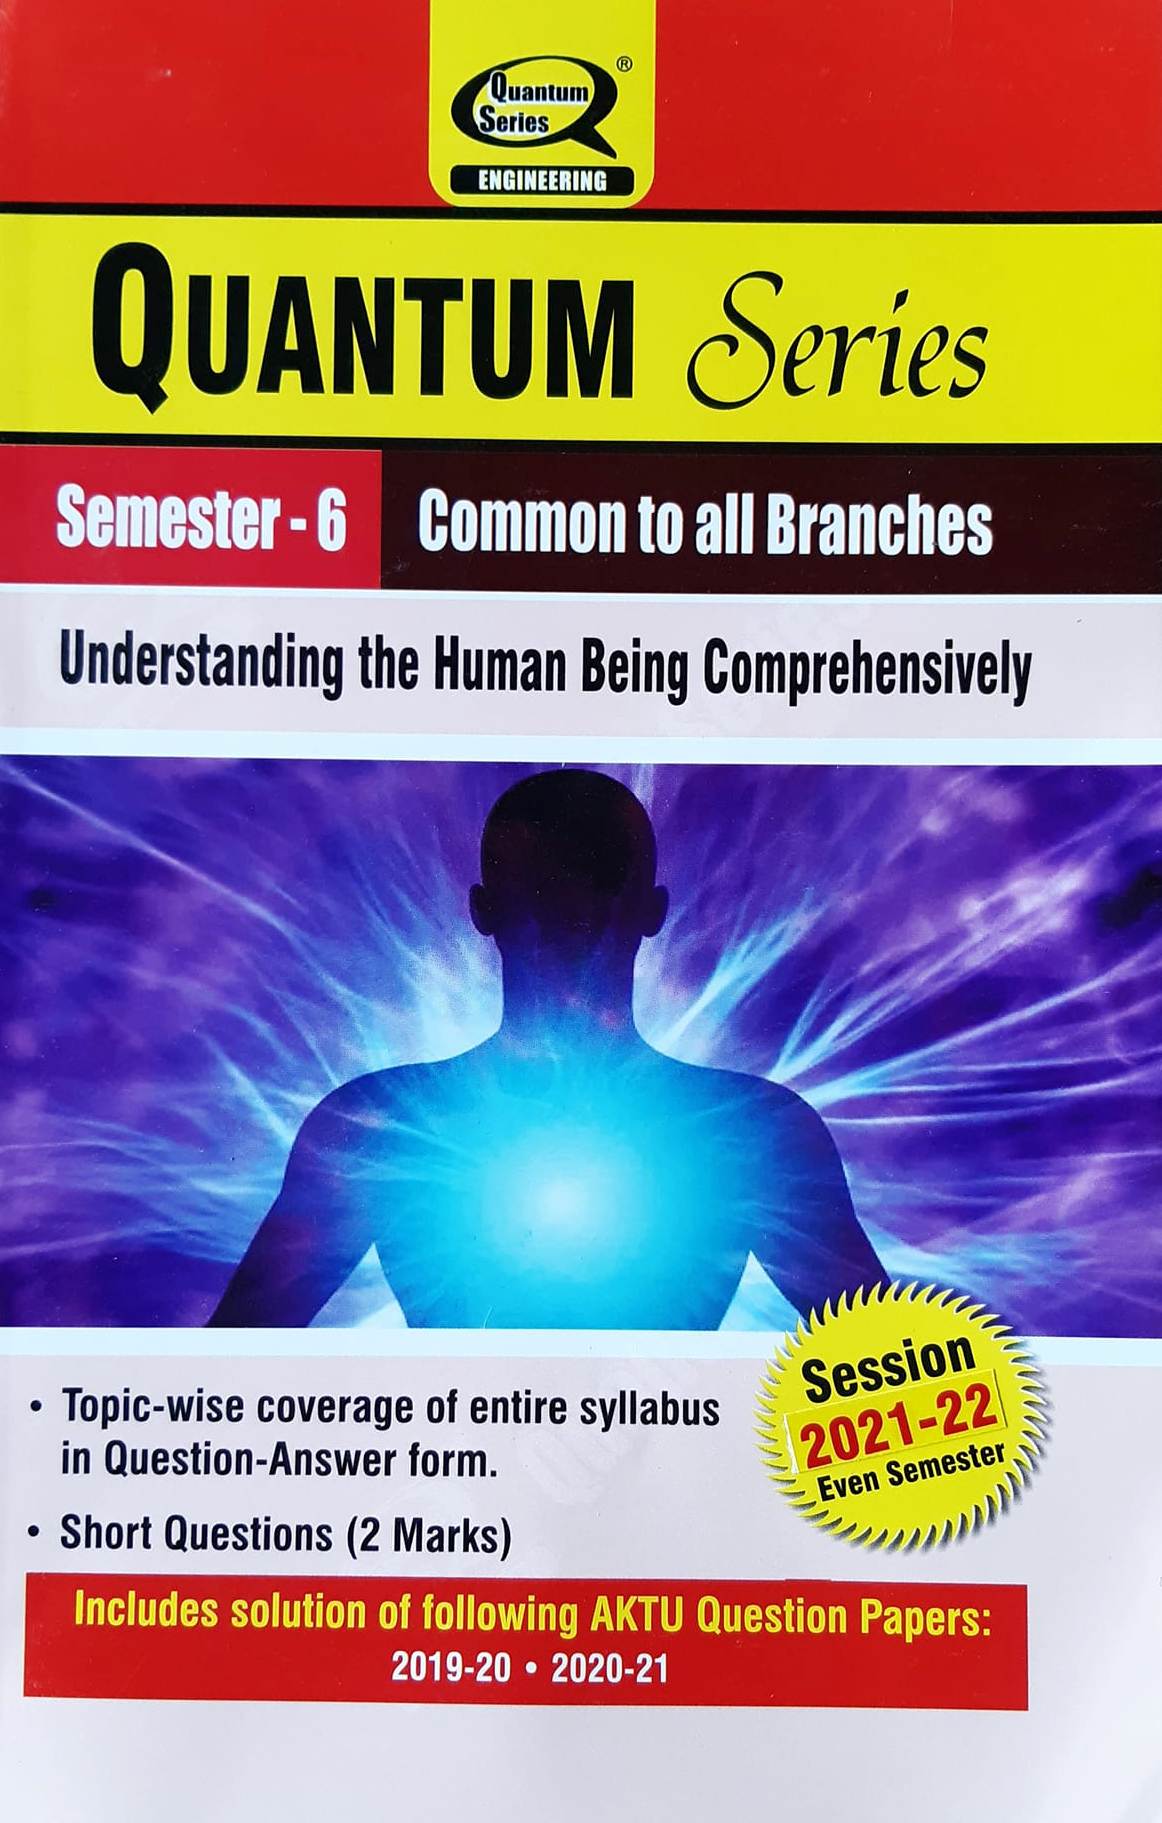 Quantum
Series
®
ENGINEERING
QUANTUM Series
Semester - 6 Common to all Branches
Understanding the Human Being Comprehensively
Session
2021-22
Even Semester
• Topic-wise coverage of entire syllabus
in Question-Answer form.
• Short Questions (2 Marks)
Includes solution of following AKTU Question Papers:
2019-20 • 2020-21